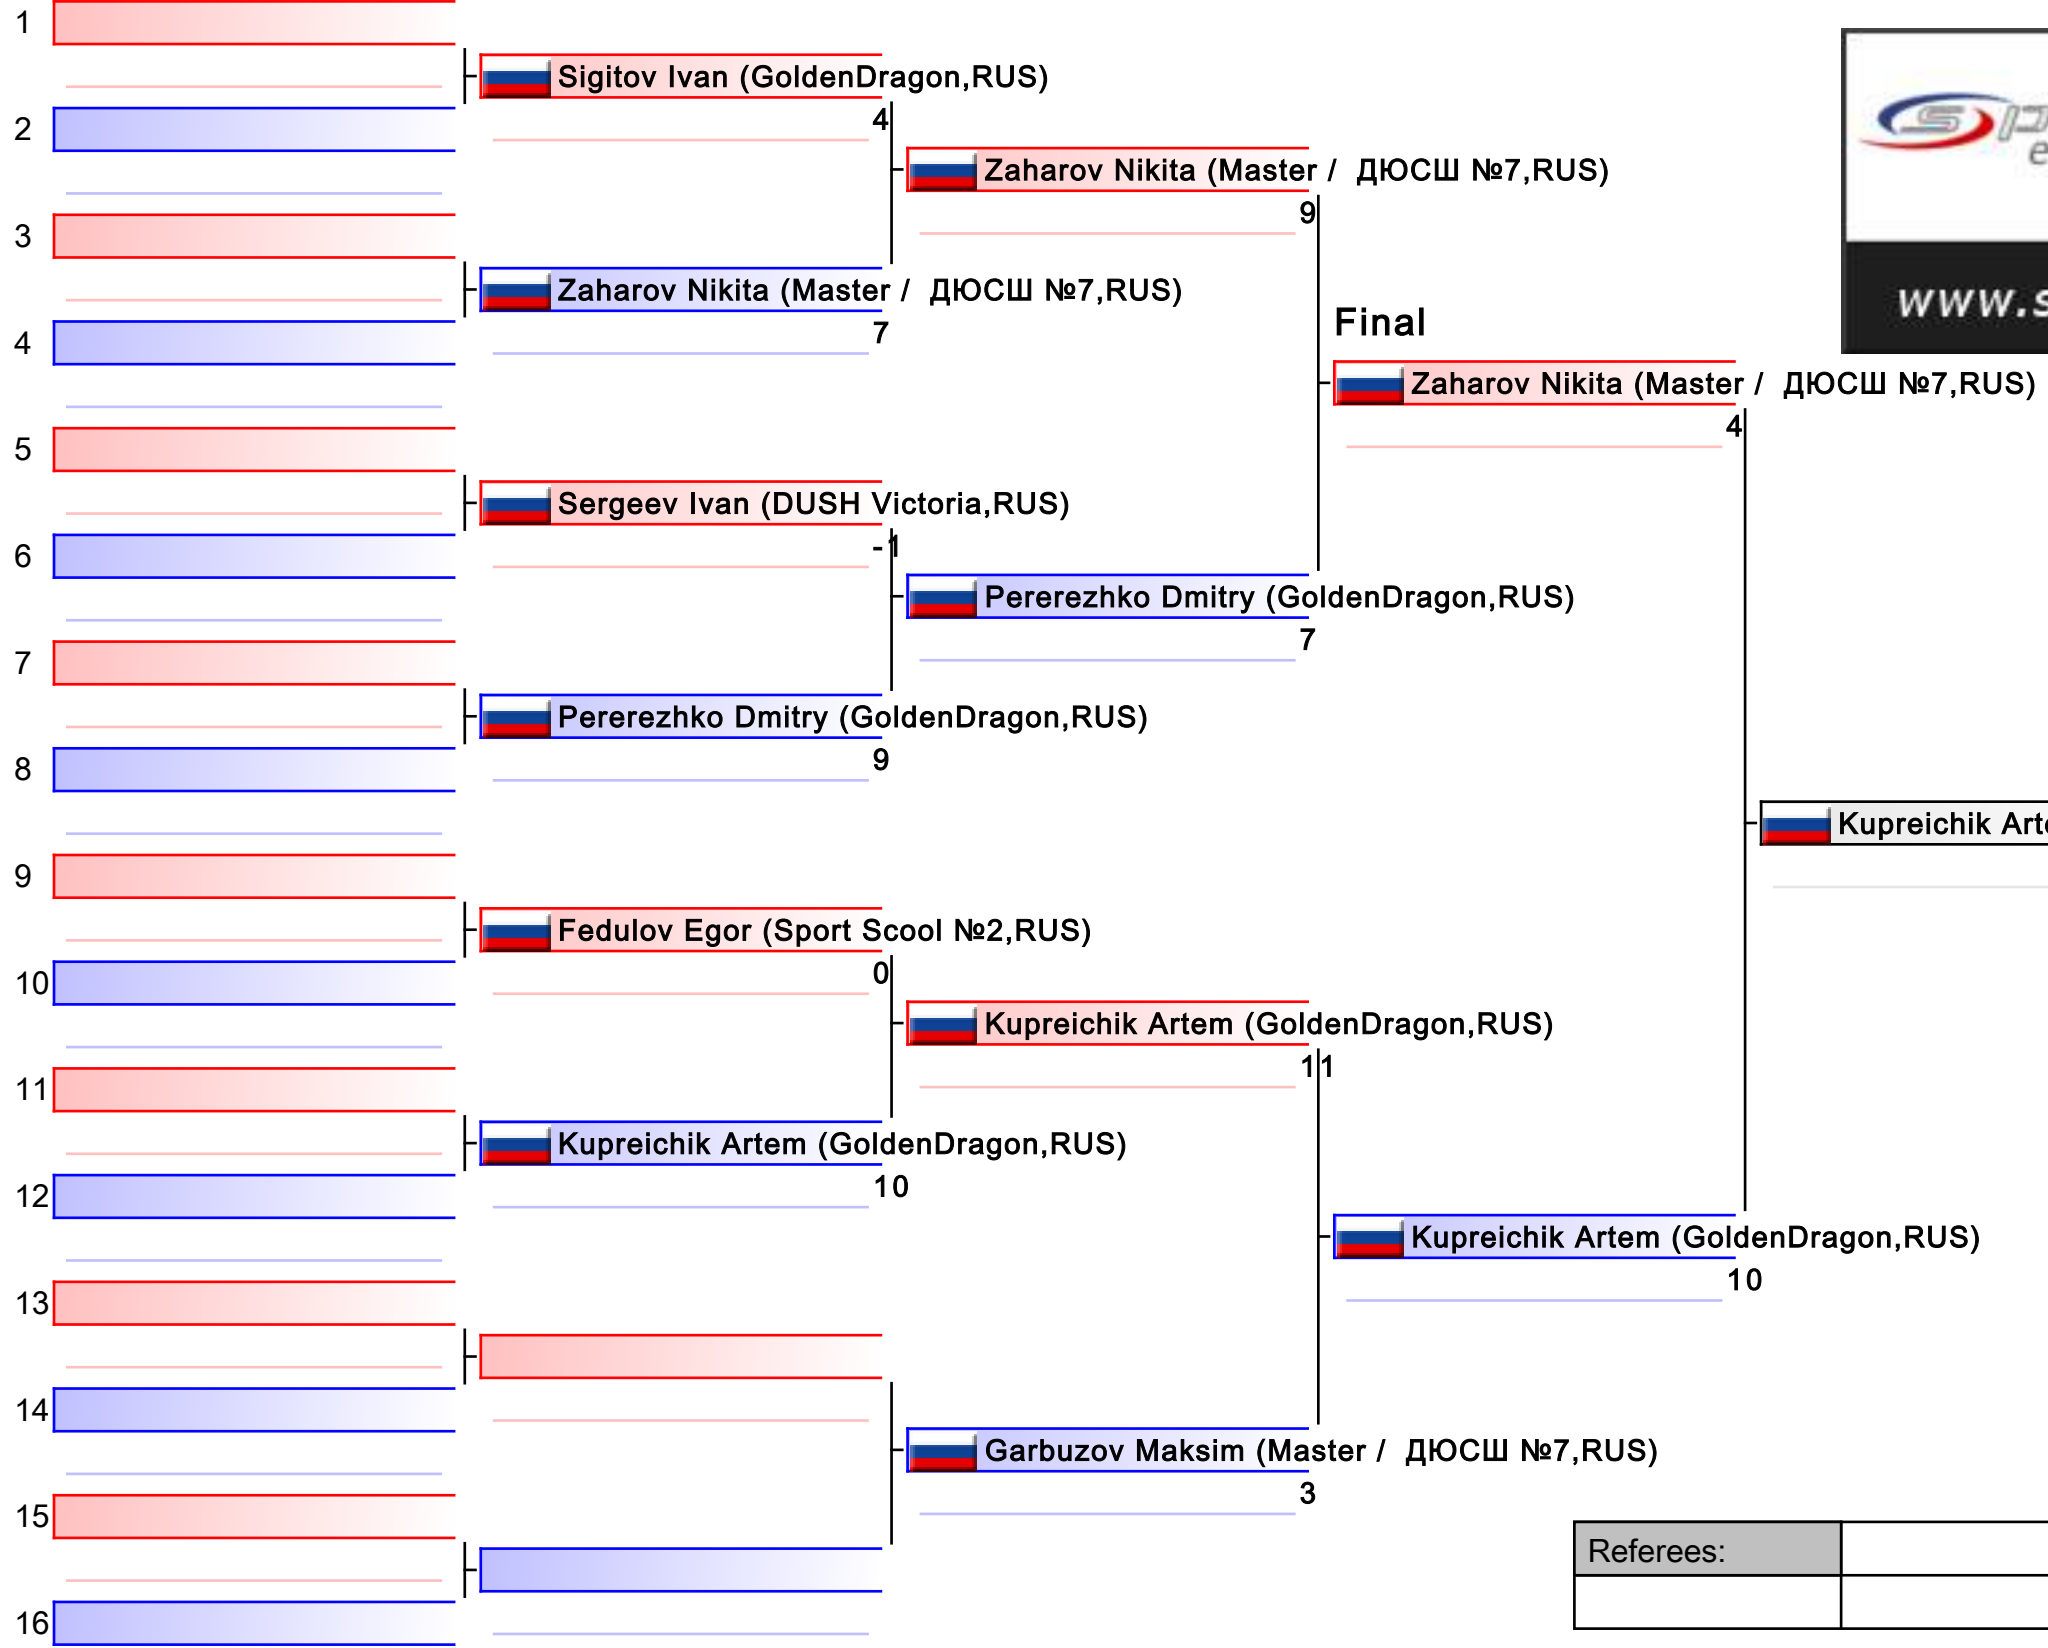 1
Sigitov Ivan (GoldenDragon,RUS)
4
2
Zaharov Nikita (Master /  ДЮСШ №7,RUS)
9
3
Zaharov Nikita (Master /  ДЮСШ №7,RUS)
7
4
Final
Zaharov Nikita (Master /  ДЮСШ №7,RUS)
4
5
Sergeev Ivan (DUSH Victoria,RUS)
-1
6
Pererezhko Dmitry (GoldenDragon,RUS)
7
7
Pererezhko Dmitry (GoldenDragon,RUS)
9
8
Kupreichik Arte
9
Fedulov Egor (Sport Scool №2,RUS)
0
10
Kupreichik Artem (GoldenDragon,RUS)
11
11
Kupreichik Artem (GoldenDragon,RUS)
10
12
Kupreichik Artem (GoldenDragon,RUS)
10
13
14
Garbuzov Maksim (Master /  ДЮСШ №7,RUS)
3
15
16
Referees:
www.s